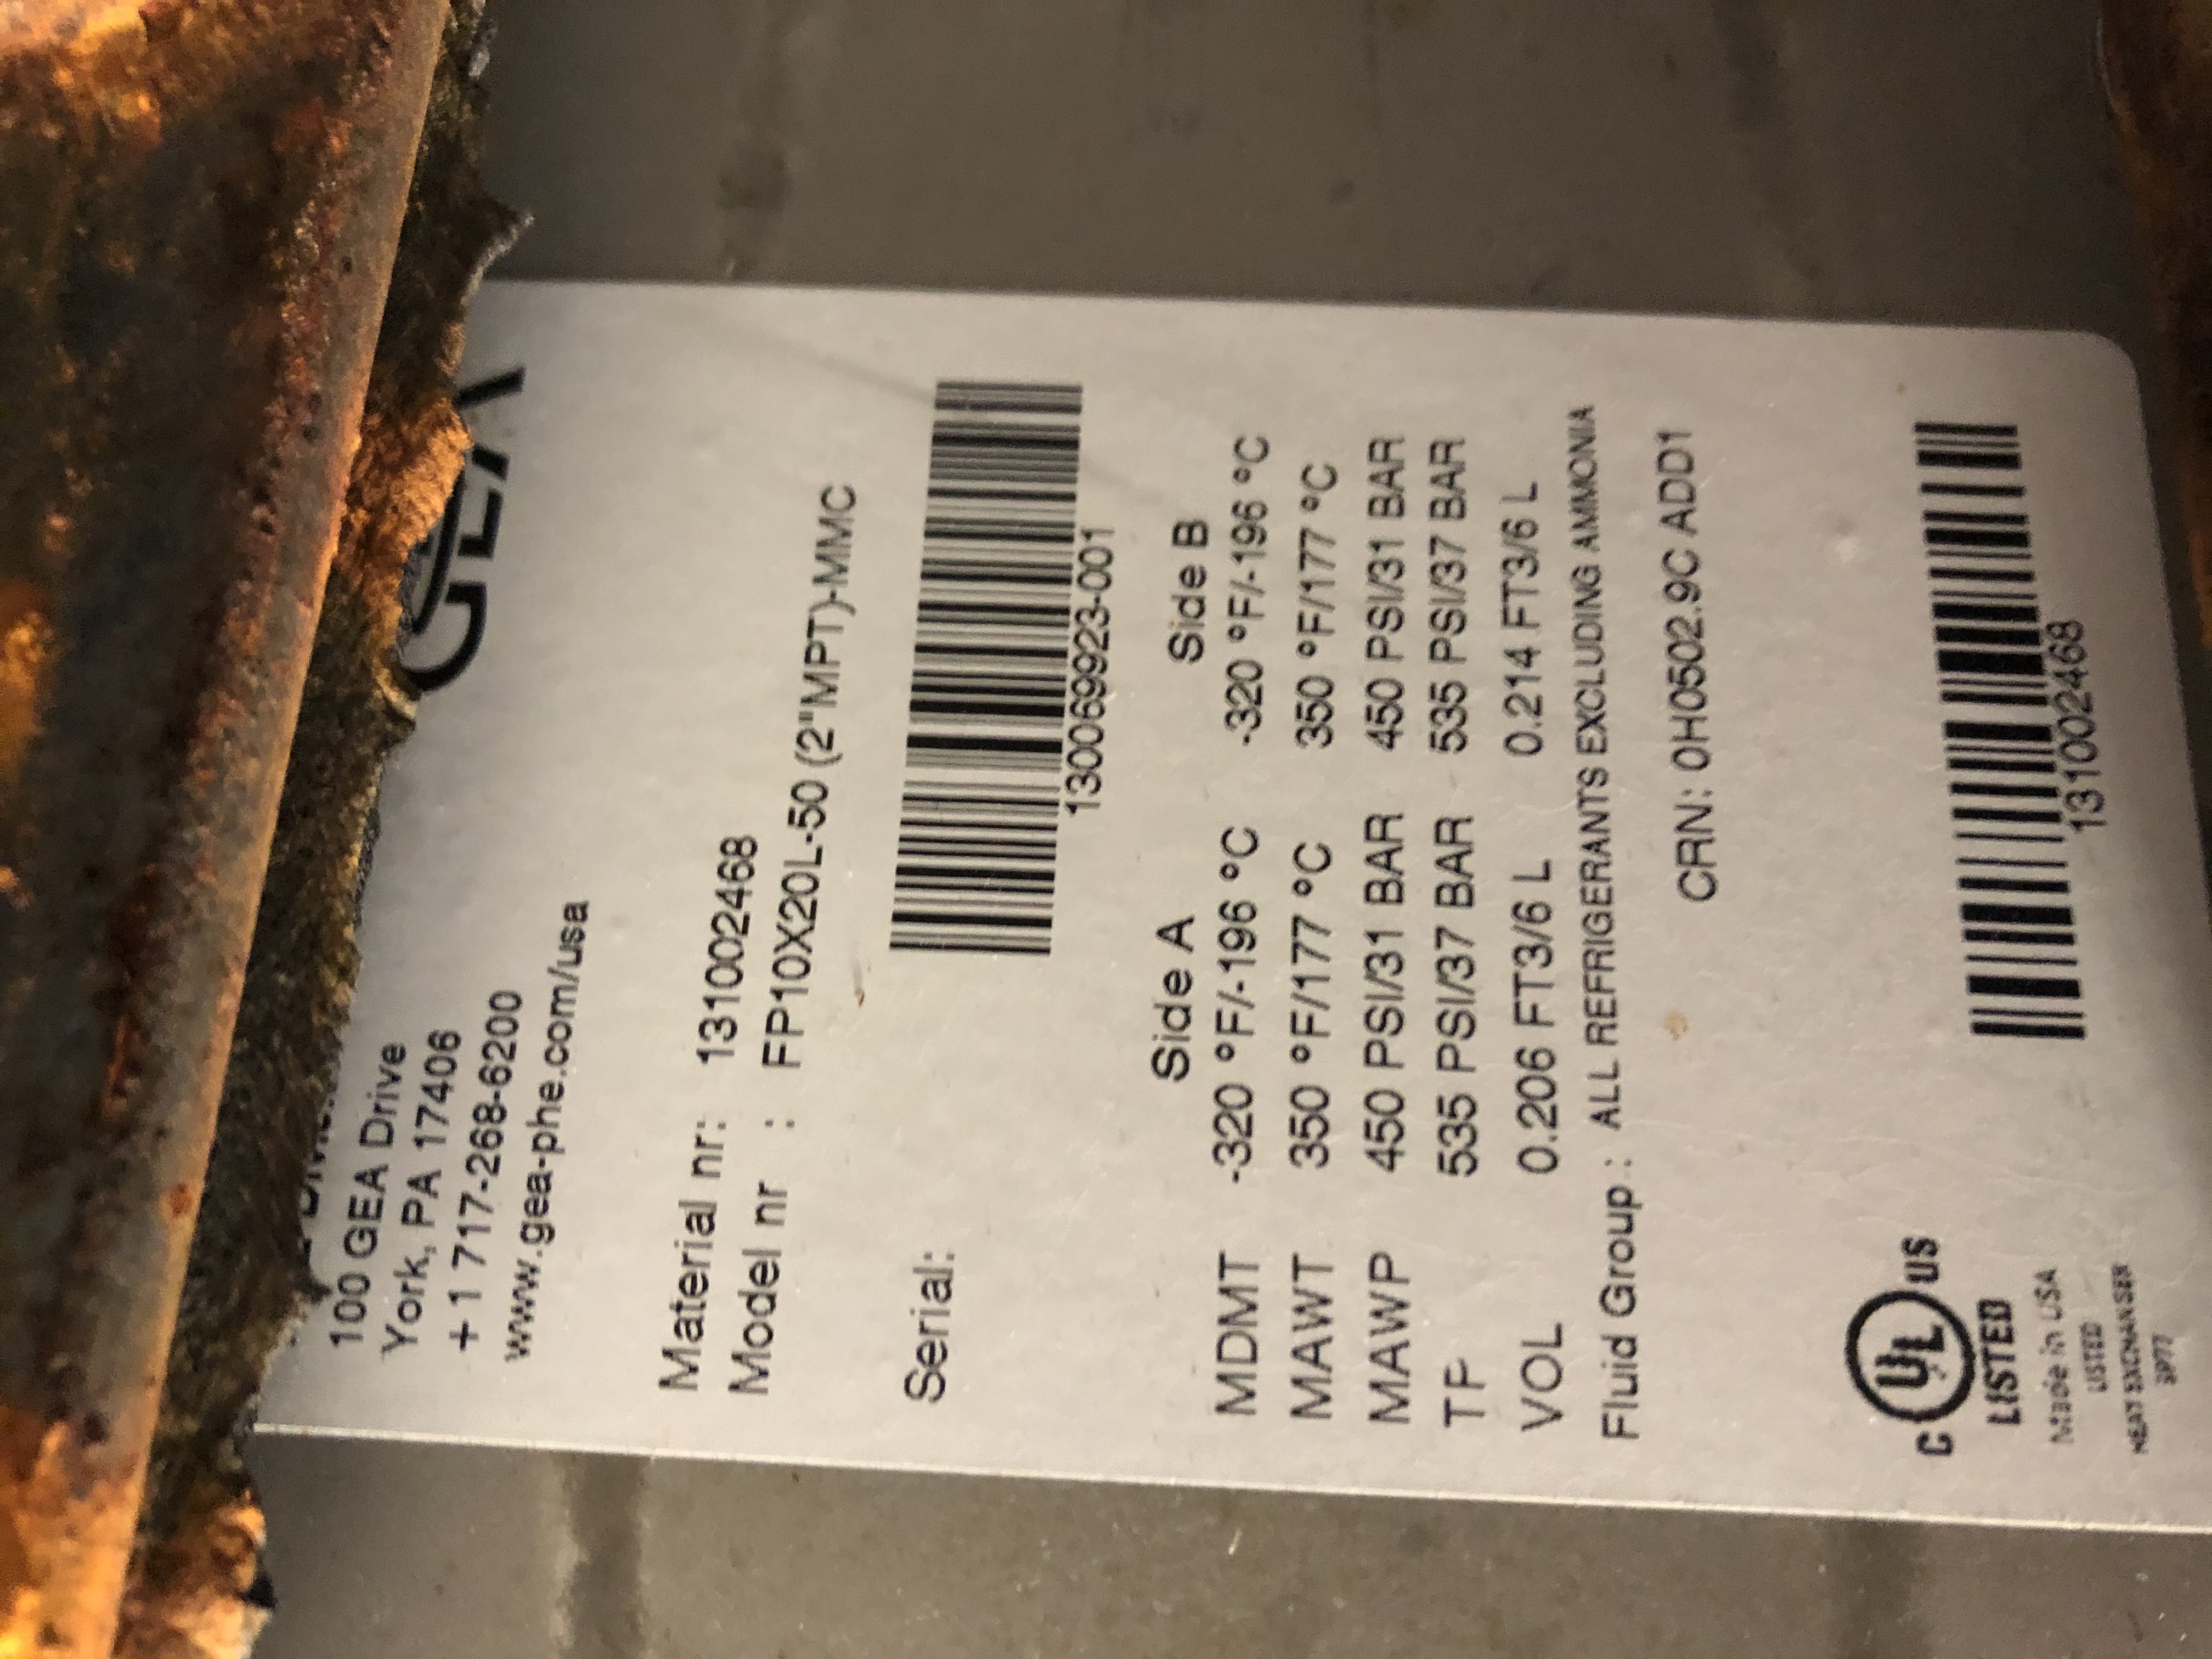 GEA
100 GEA Drive
York, PA 17406
+1 717-268-6200
www.gea-phe.com/usa
Material nr: 131002468
Model nr : FP10X20L-50 (2"MPT)-MMC
Serial:
130069923-001
Side A Side B
MDMT -320 °F/-196 °C -320 °F/-196 °C
MAWT 350 °F/177 °C 350 °F/177 °C
MAWP 450 PSI/31 BAR 450 PSI/31 BAR
TP 535 PSI/37 BAR 535 PSI/37 BAR
VOL 0.206 FT3/6 L 0.214 FT3/6 L
Fluid Group : ALL REFRIGERANTS EXCLUDING AMMONIA
CRN: 0H0502.9C ADD1
C UL US
LISTED
Made in USA
LISTED
HEAT EXCHANGER
131002468